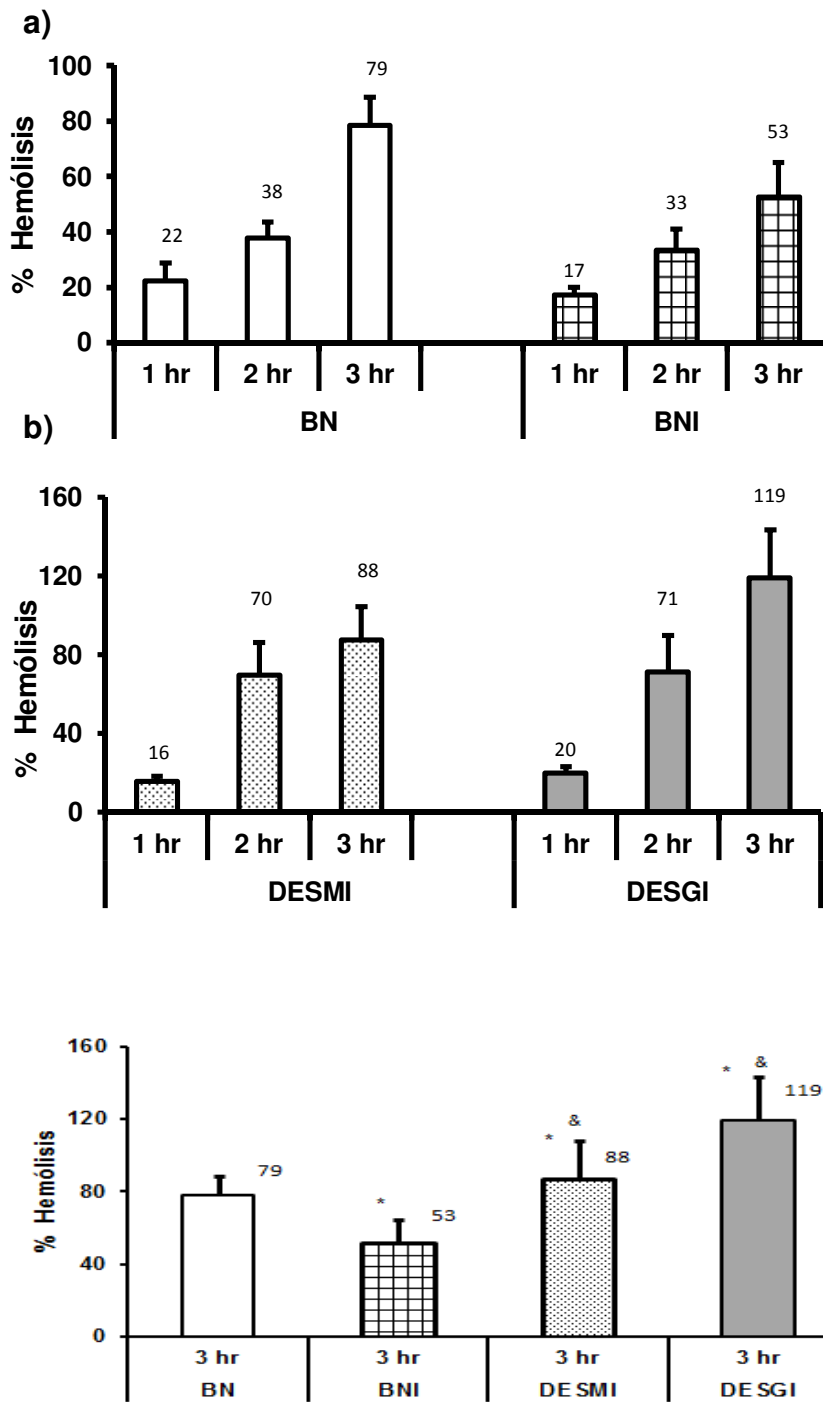 a)
% Hemólisis
100
80
60
40
20
0
22
38
79
17
33
53
1 hr 2 hr 3 hr 1 hr 2 hr 3 hr
BN BNI
b)
% Hemólisis
160
120
80
40
0
16
70
88
20
71
119
1 hr 2 hr 3 hr 1 hr 2 hr 3 hr
DESMI DESGI
% Hemólisis
160
120
80
40
0
79
* 53
* & 88
* & 119
3 hr 3 hr 3 hr 3 hr
BN BNI DESMI DESGI